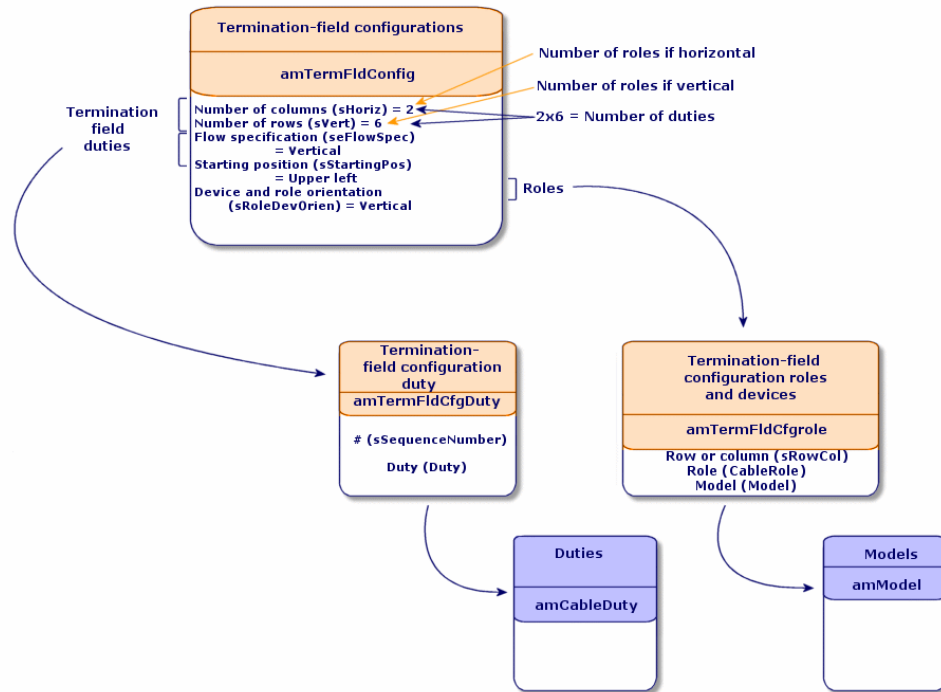 Termination-field configurations
amTermFldConfig
Number of columns (sHoriz) = 2
Number of rows (sVert) = 6
Flow specification (seFlowSpec)
= Vertical
Starting position (sStartingPos)
= Upper left
Device and role orientation
(sRoleDevOrien) = Vertical
Number of roles if horizontal
Number of roles if vertical
2x6 = Number of duties
Termination
field
duties
Roles
Termination-
field configuration
duty
amTermFldCfgDuty
# (sSequenceNumber)
Duty (Duty)
Termination-field
configuration roles
and devices
amTermFldCfgrole
Row or column (sRowCol)
Role (CableRole)
Model (Model)
Duties
amCableDuty
Models
amModel